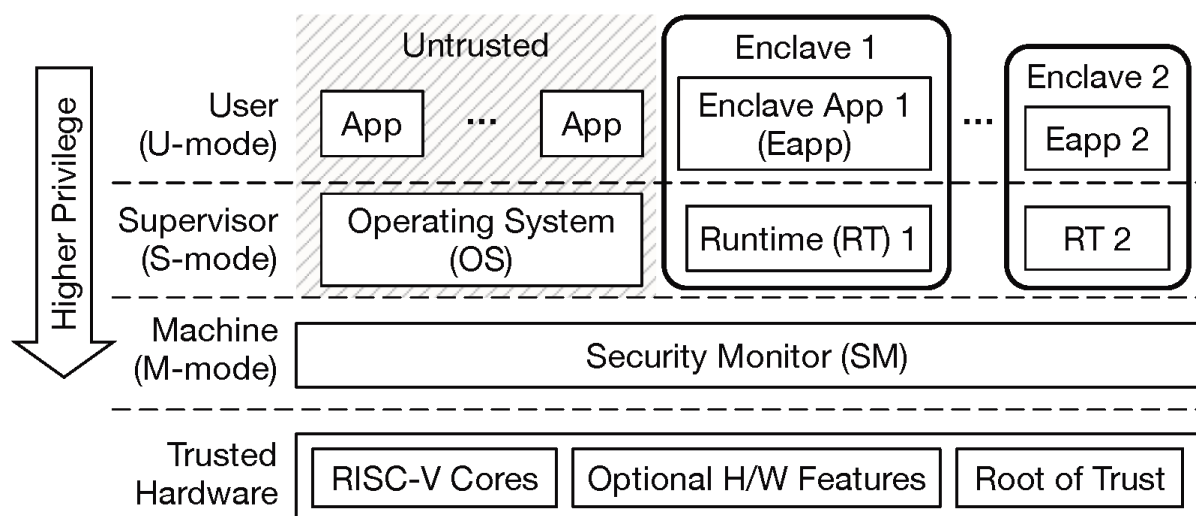 Higher Privilege
Untrusted
Enclave 1
Enclave 2
User
(U-mode)
App
...
App
Enclave App 1
(Eapp)
...
Eapp 2
Supervisor
(S-mode)
Operating System
(OS)
Runtime (RT) 1
RT 2
Machine
(M-mode)
Security Monitor (SM)
Trusted
Hardware
RISC-V Cores
Optional H/W Features
Root of Trust